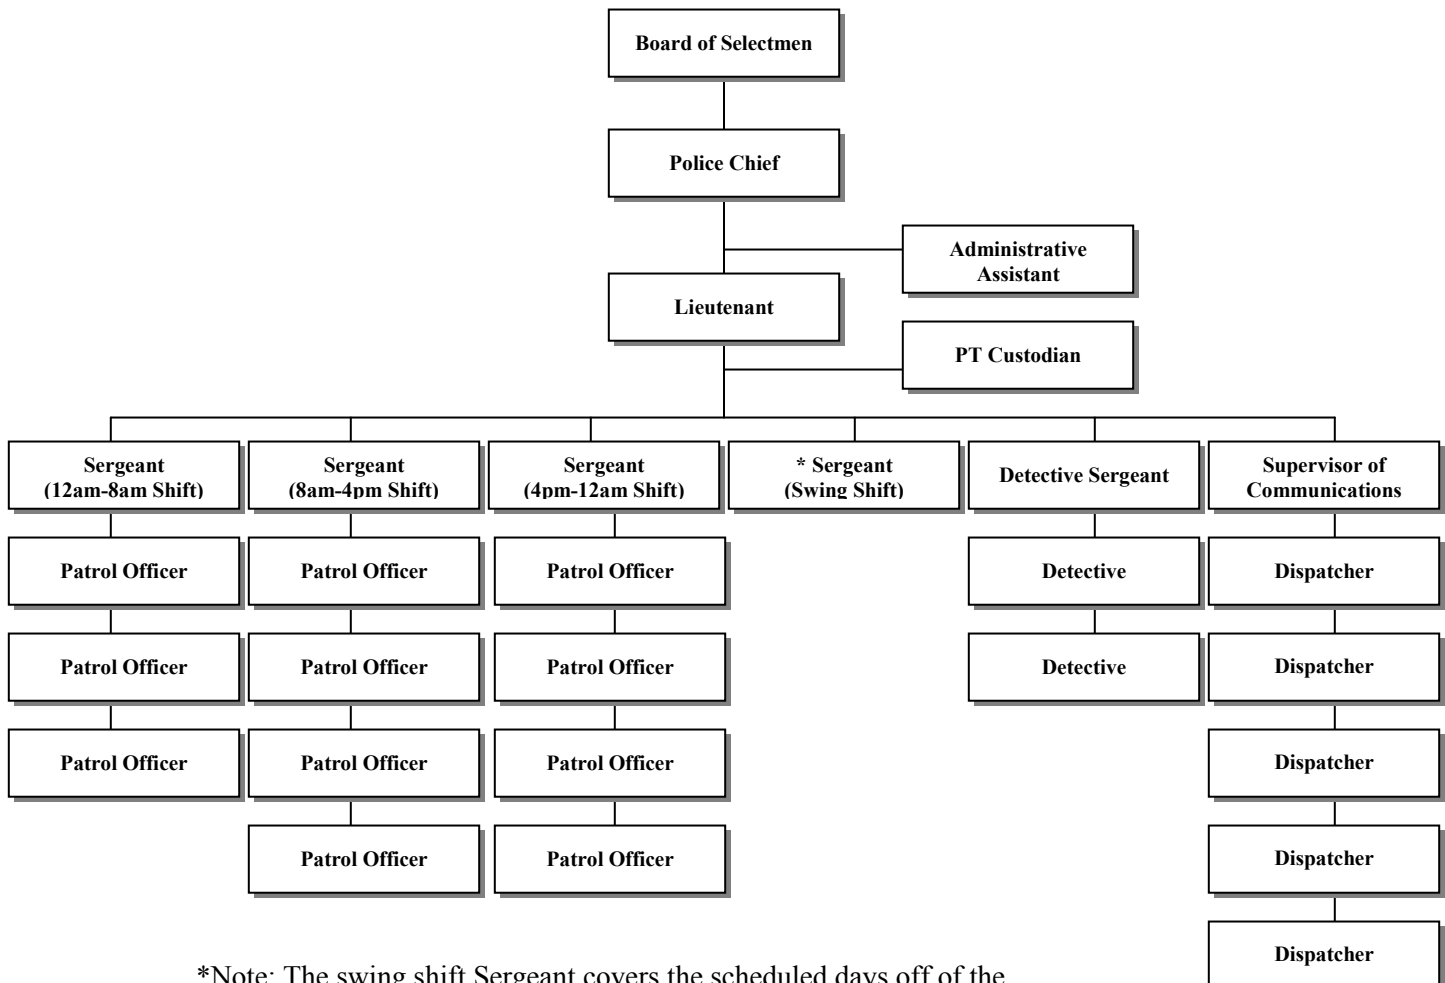 Board of Selectmen
Police Chief
Administrative
Assistant
Lieutenant
PT Custodian
Sergeant
(12am-8am Shift)
Sergeant
(8am-4pm Shift)
Sergeant
(4pm-12am Shift)
* Sergeant
(Swing Shift)
Detective Sergeant
Supervisor of
Communications
Patrol Officer
Patrol Officer
Patrol Officer
Detective
Dispatcher
Patrol Officer
Patrol Officer
Patrol Officer
Detective
Dispatcher
Patrol Officer
Patrol Officer
Patrol Officer
Dispatcher
Patrol Officer
Patrol Officer
Dispatcher
Dispatcher
*Note: The swing shift Sergeant covers the scheduled days off of the